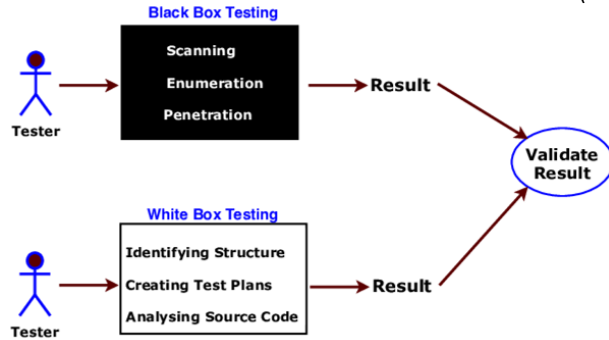 Black Box Testing
Scanning
Enumeration
Penetration
Tester
Result
Validate
Result
White Box Testing
Identifying Structure
Creating Test Plans
Analysing Source Code
Tester
Result
(